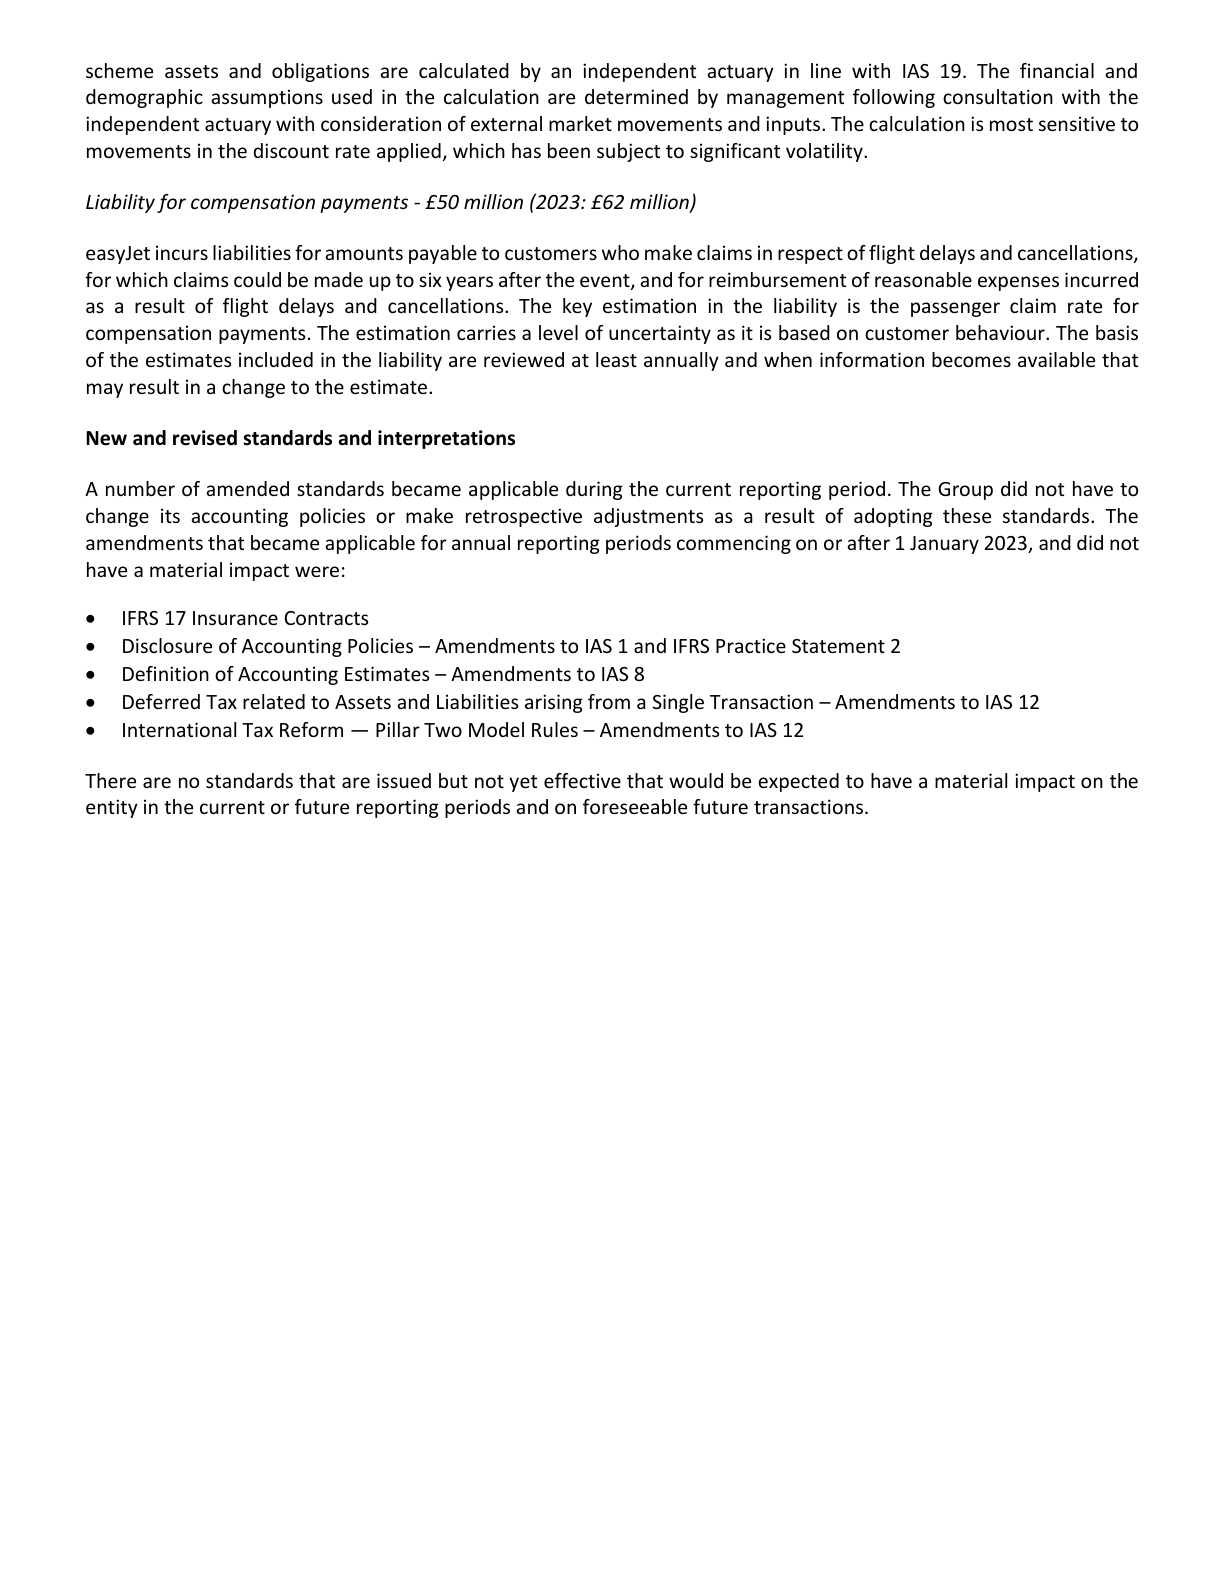 scheme assets and obligations are calculated by an independent actuary in line with IAS 19. The financial and
demographic assumptions used in the calculation are determined by management following consultation with the
independent actuary with consideration of external market movements and inputs. The calculation is most sensitive to
movements in the discount rate applied, which has been subject to significant volatility.
Liability for compensation payments - £50 million (2023: £62 million)
easyJet incurs liabilities for amounts payable to customers who make claims in respect of flight delays and cancellations,
for which claims could be made up to six years after the event, and for reimbursement of reasonable expenses incurred
as a result of flight delays and cancellations. The key estimation in the liability is the passenger claim rate for
compensation payments. The estimation carries a level of uncertainty as it is based on customer behaviour. The basis
of the estimates included in the liability are reviewed at least annually and when information becomes available that
may result in a change to the estimate.
New and revised standards and interpretations
A number of amended standards became applicable during the current reporting period. The Group did not have to
change its accounting policies or make retrospective adjustments as a result of adopting these standards. The
amendments that became applicable for annual reporting periods commencing on or after 1 January 2023, and did not
have a material impact were:
• IFRS 17 Insurance Contracts
• Disclosure of Accounting Policies – Amendments to IAS 1 and IFRS Practice Statement 2
• Definition of Accounting Estimates – Amendments to IAS 8
• Deferred Tax related to Assets and Liabilities arising from a Single Transaction – Amendments to IAS 12
• International Tax Reform — Pillar Two Model Rules – Amendments to IAS 12
There are no standards that are issued but not yet effective that would be expected to have a material impact on the
entity in the current or future reporting periods and on foreseeable future transactions.